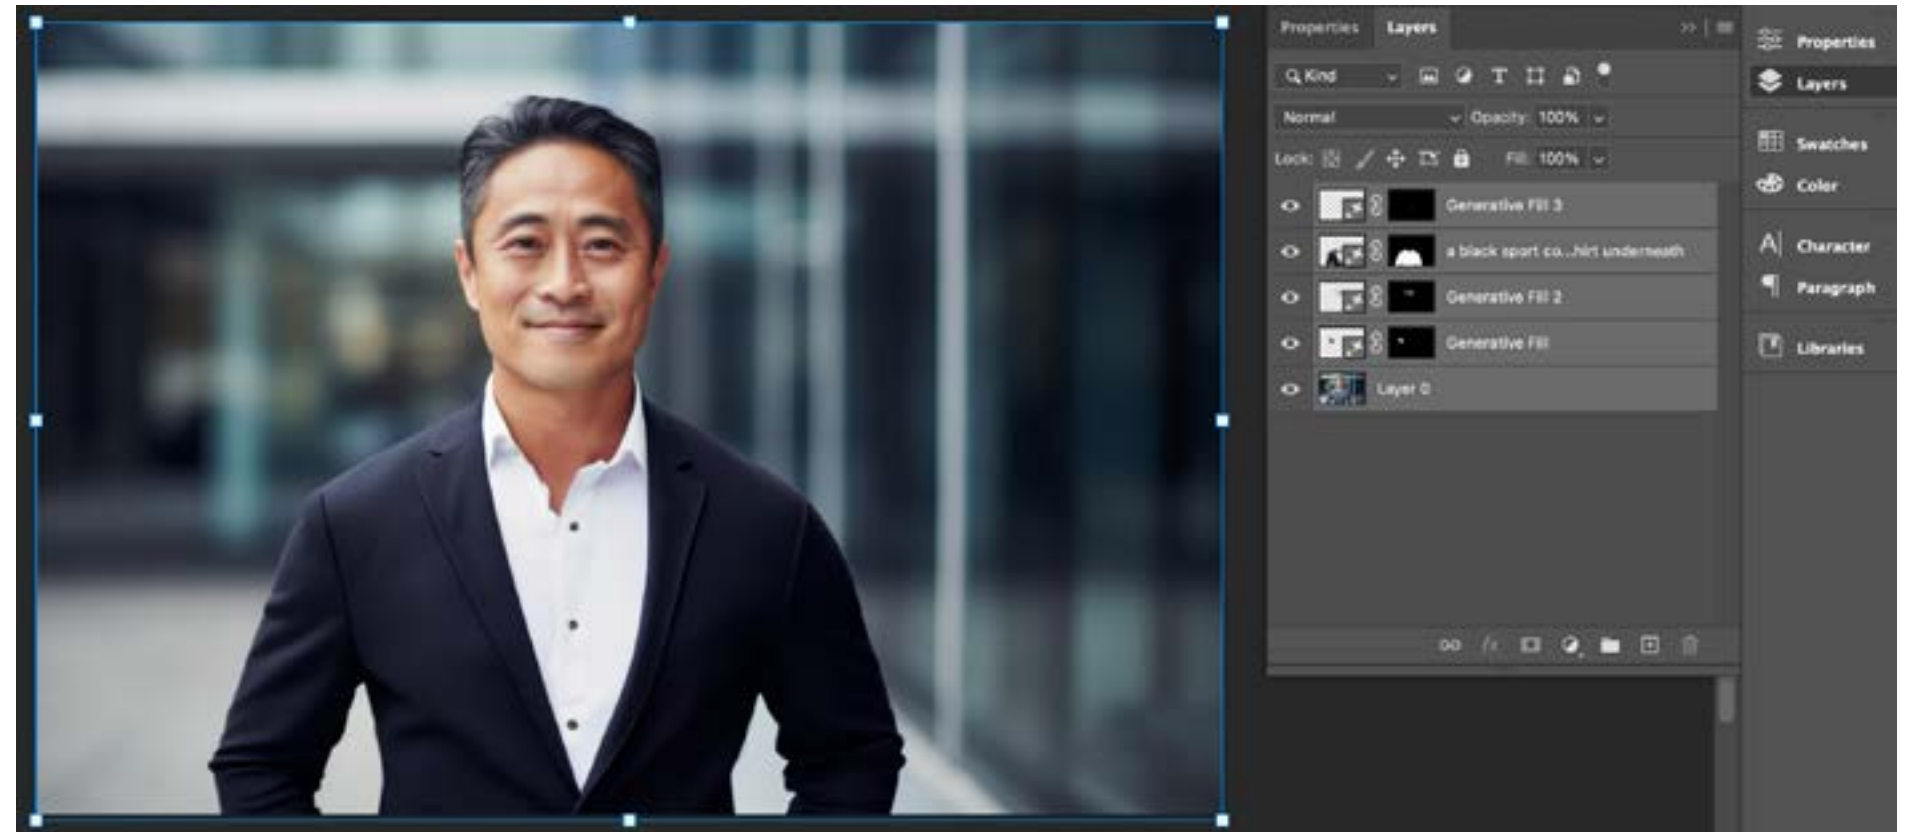 Properties Layers
Kind
Normal Opacity: 100%
Lock: Fill: 100%
Generative Fill 3
a black sport co...hirt underneath
Generative Fill 2
Generative Fill
Layer 0
fx
Properties
Layers
Swatches
Color
Character
Paragraph
Libraries